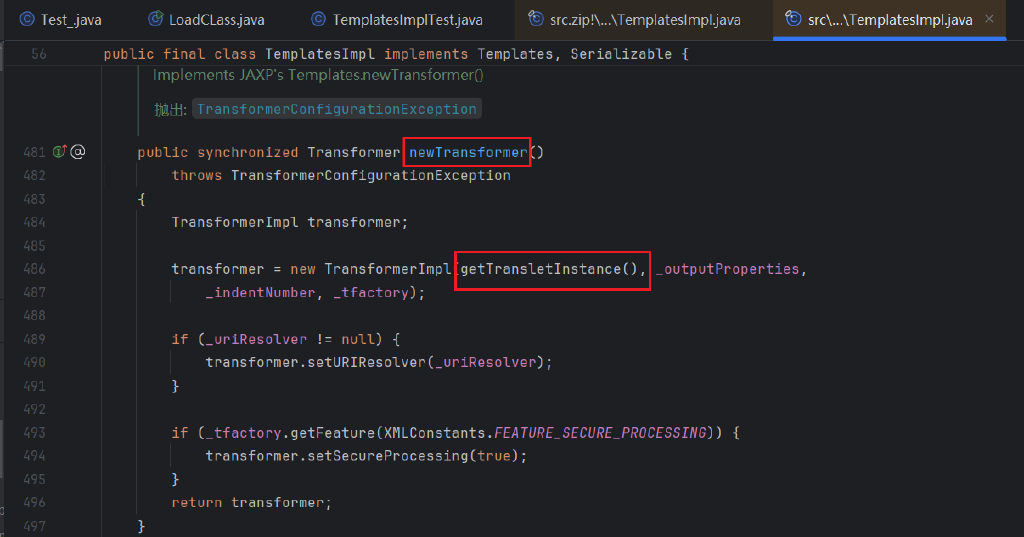 Test_.java
LoadCLass.java
TemplatesImplTest.java
src.zip!\...\TemplatesImpl.java
src\...\TemplatesImpl.java
56 public final class TemplatesImpl implements Templates, Serializable {
Implements JAXP's Templates.newTransformer()
抛出: TransformerConfigurationException
481 public synchronized Transformer newTransformer()
482 throws TransformerConfigurationException
483 {
484 TransformerImpl transformer;
485
486 transformer = new TransformerImpl(getTransletInstance(), _outputProperties,
487 _indentNumber, _tfactory);
488
489 if (_uriResolver != null) {
490 transformer.setURIResolver(_uriResolver);
491 }
492
493 if (_tfactory.getFeature(XMLConstants.FEATURE_SECURE_PROCESSING)) {
494 transformer.setSecureProcessing(true);
495 }
496 return transformer;
497 }